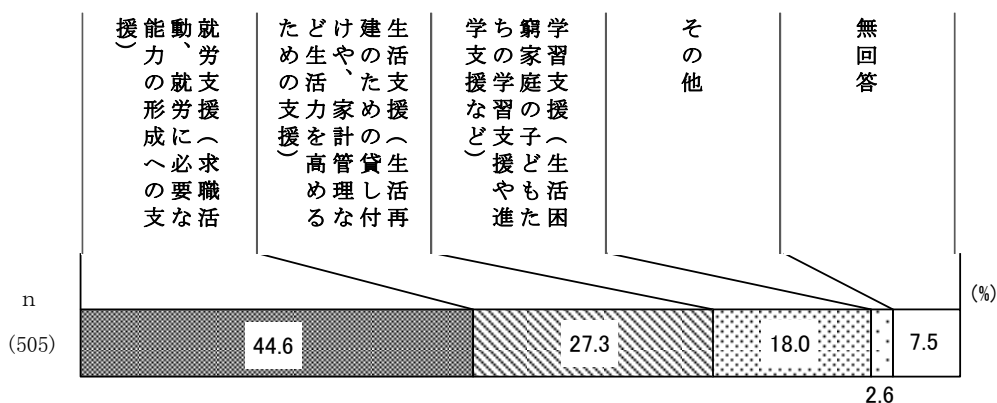 就労支援（求職活
動、就労に必要な
能力の形成への支
援）
生活支援（生活再
建のための貸し付
けや、家計管理な
ど生活力を高める
ための支援）
学習支援（生活困
窮家庭の子どもた
ちの学習支援や進
学支援など）
その他
無回答
n
(%)
(505)
44.6
27.3
18.0
7.5
2.6